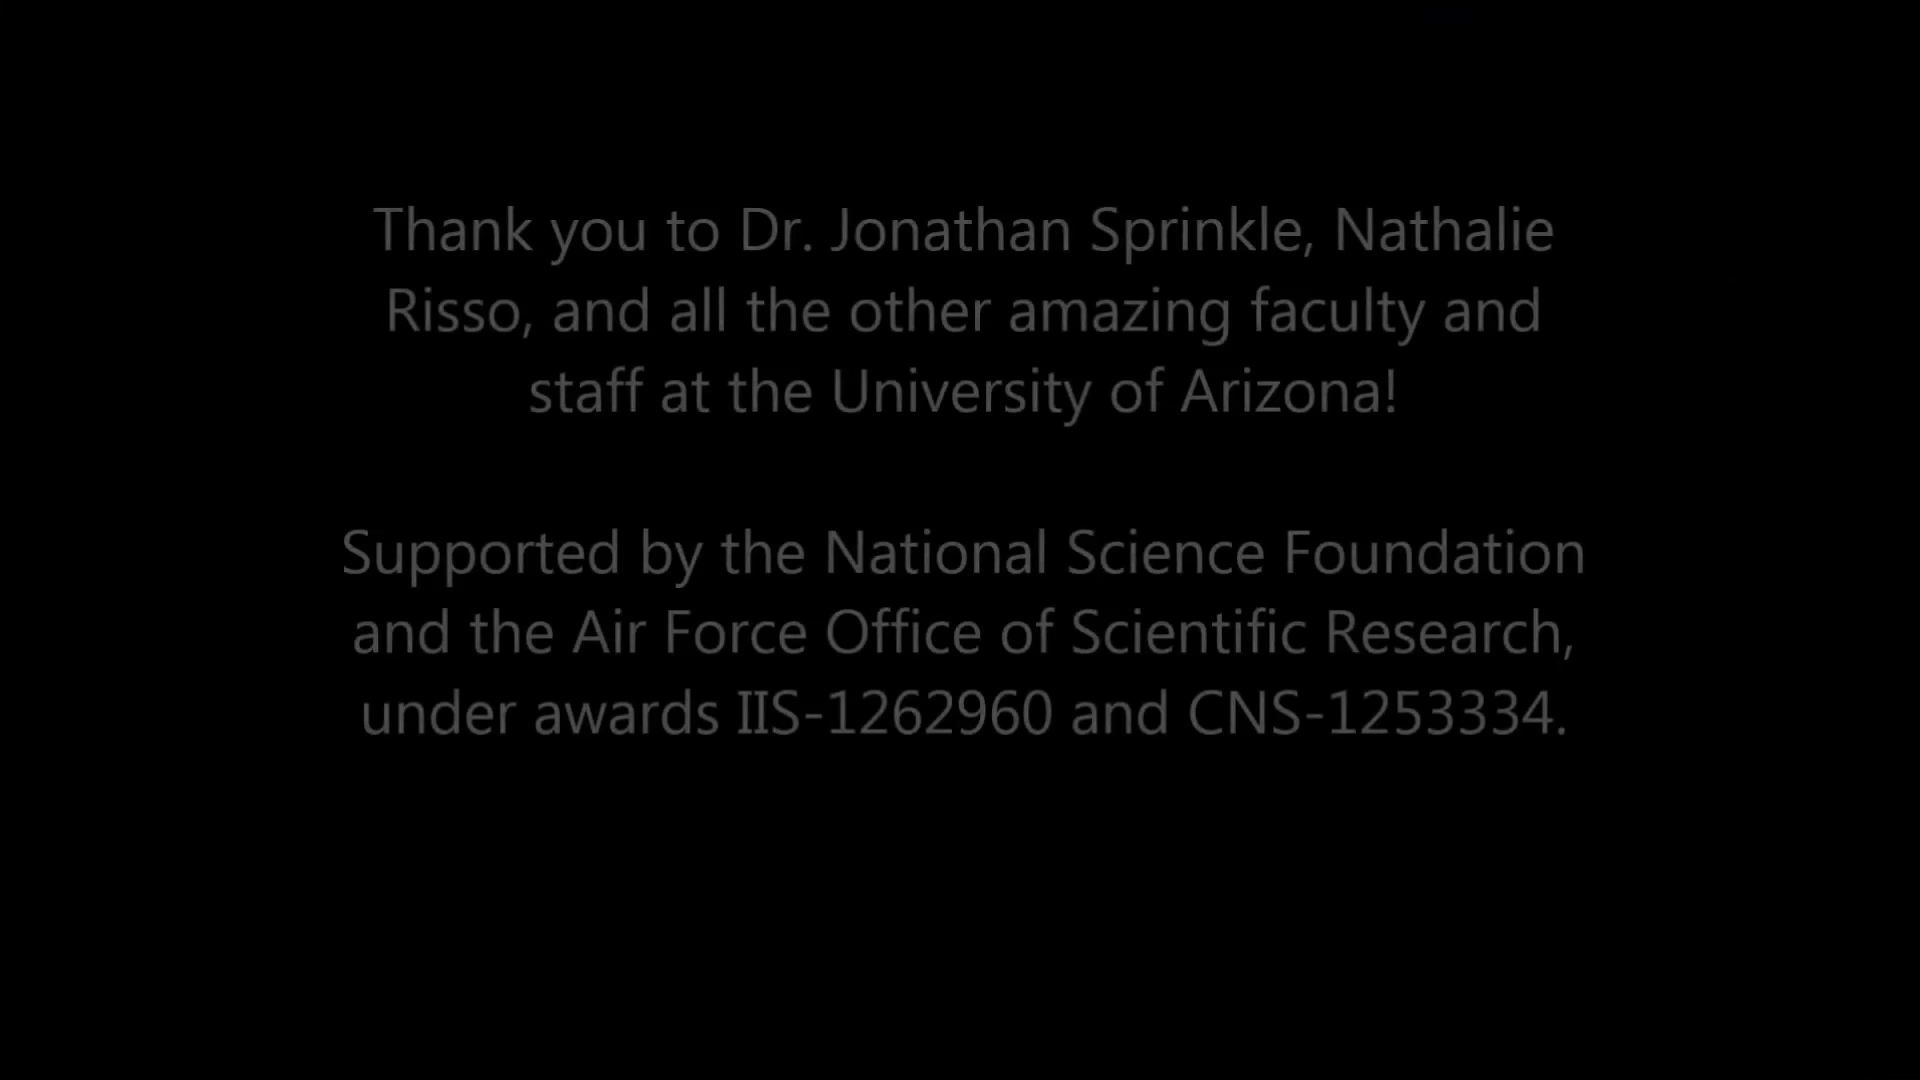 Thank you to Dr. Jonathan Sprinkle, Nathalie
Risso, and all the other amazing faculty and
staff at the University of Arizona!
Supported by the National Science Foundation
and the Air Force Office of Scientific Research,
under awards IIS-1262960 and CNS-1253334.